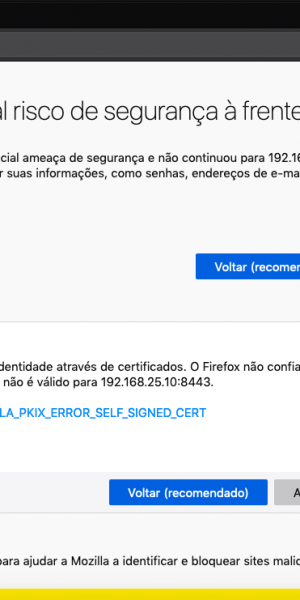 al risco de segurança à frente
cial ameaça de segurança e não continuou para 192.16
r suas informações, como senhas, endereços de e-ma
Voltar (recomen
dentidade através de certificados. O Firefox não confia
não é válido para 192.168.25.10:8443.
LA_PKIX_ERROR_SELF_SIGNED_CERT
Voltar (recomendado)
A
para ajudar a Mozilla a identificar e bloquear sites malic